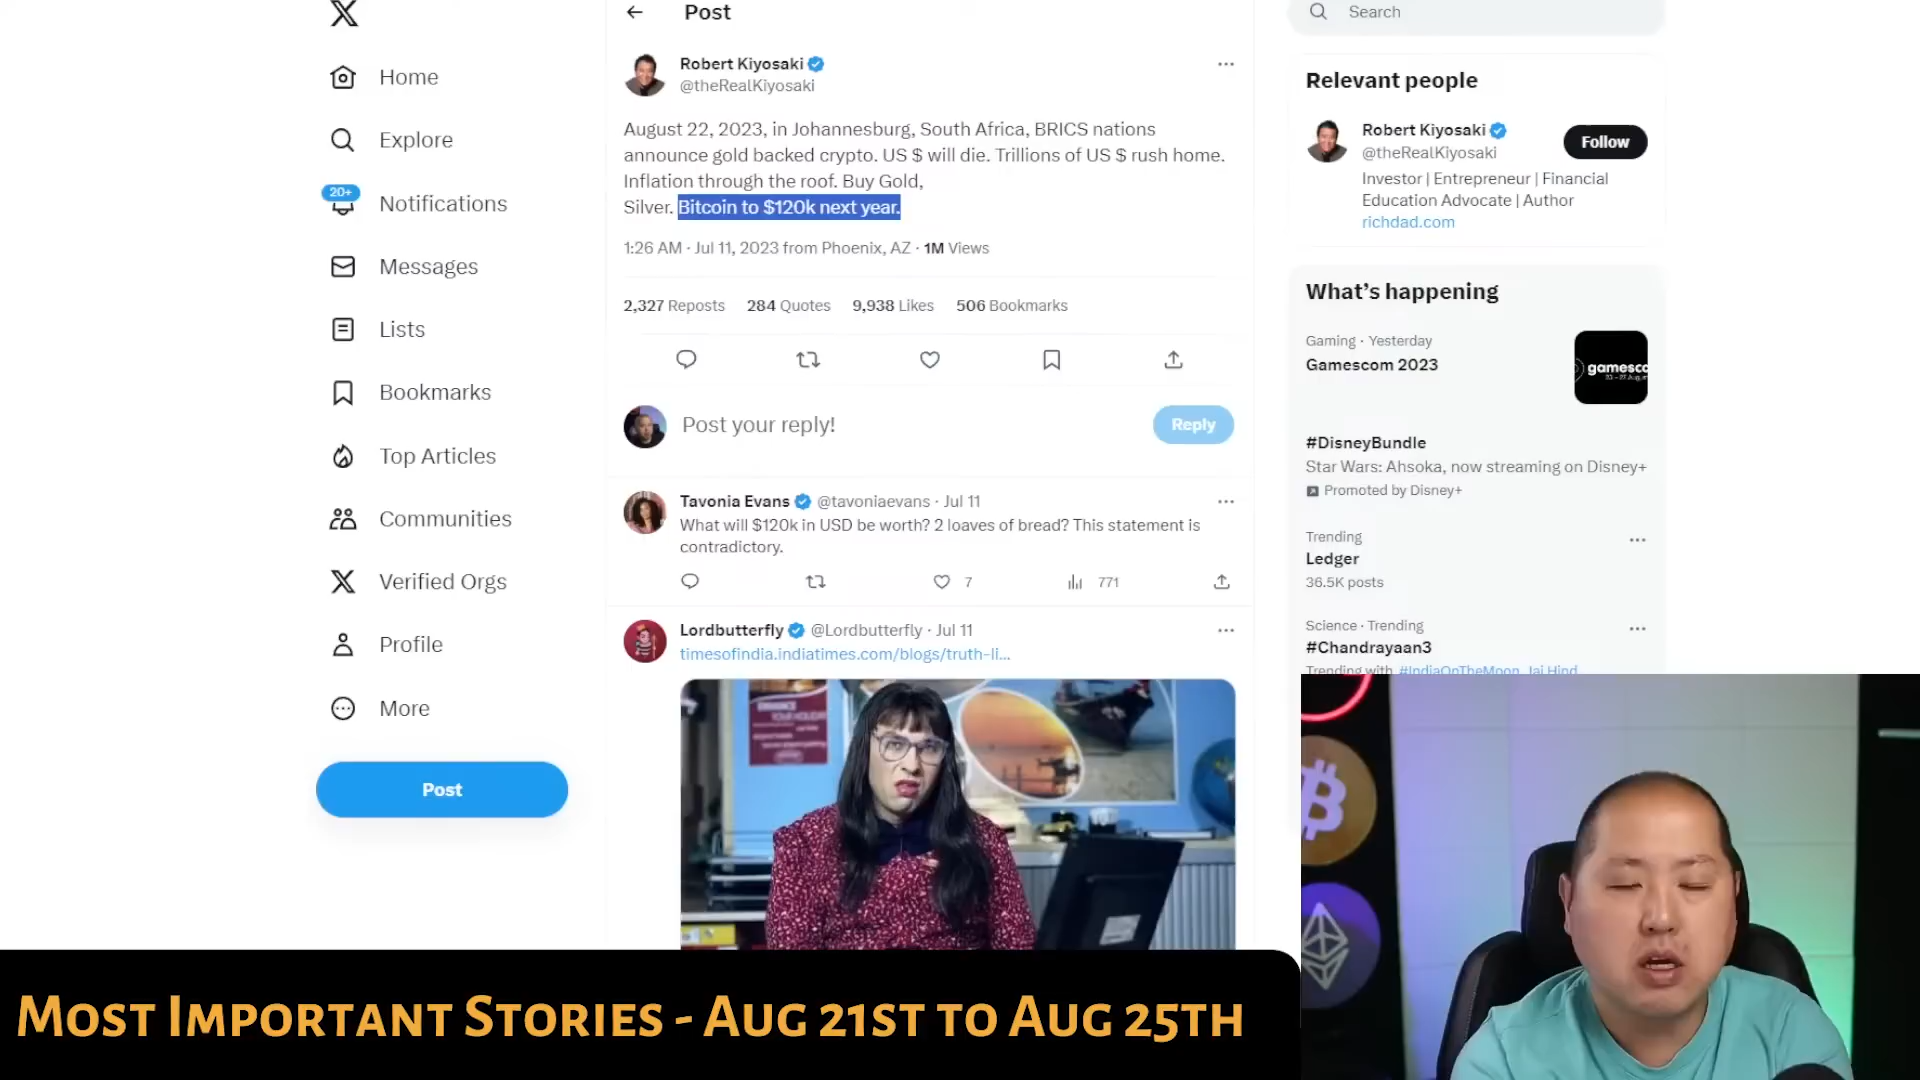 Post
Search
Home
Explore
20+
Notifications
Messages
Lists
Bookmarks
Top Articles
Communities
Verified Orgs
Profile
More
Post
Robert Kiyosaki
@theRealKiyosaki
August 22, 2023, in Johannesburg, South Africa, BRICS nations
announce gold backed crypto. US $ will die. Trillions of US $ rush home.
Inflation through the roof. Buy Gold,
Silver. Bitcoin to $120k next year.
1:26 AM · Jul 11, 2023 from Phoenix, AZ · 1M Views
2,327 Reposts 284 Quotes 9,938 Likes 506 Bookmarks
Post your reply!
Reply
Tavonia Evans @tavoniaevans · Jul 11
What will $120k in USD be worth? 2 loaves of bread? This statement is
contradictory.
7 771
Lordbutterfly @Lordbutterfly · Jul 11
timesofindia.indiatimes.com/blogs/truth-li...
Relevant people
Robert Kiyosaki
@theRealKiyosaki
Follow
Investor | Entrepreneur | Financial
Education Advocate | Author
richdad.com
What's happening
Gaming · Yesterday
Gamescom 2023
gamesco
#DisneyBundle
Star Wars: Ahsoka, now streaming on Disney+
Promoted by Disney+
Trending
Ledger
36.5K posts
Science · Trending
#Chandrayaan3
Trending with #IndiaOnTheMoon, Jai Hind
Most Important Stories - Aug 21st to Aug 25th